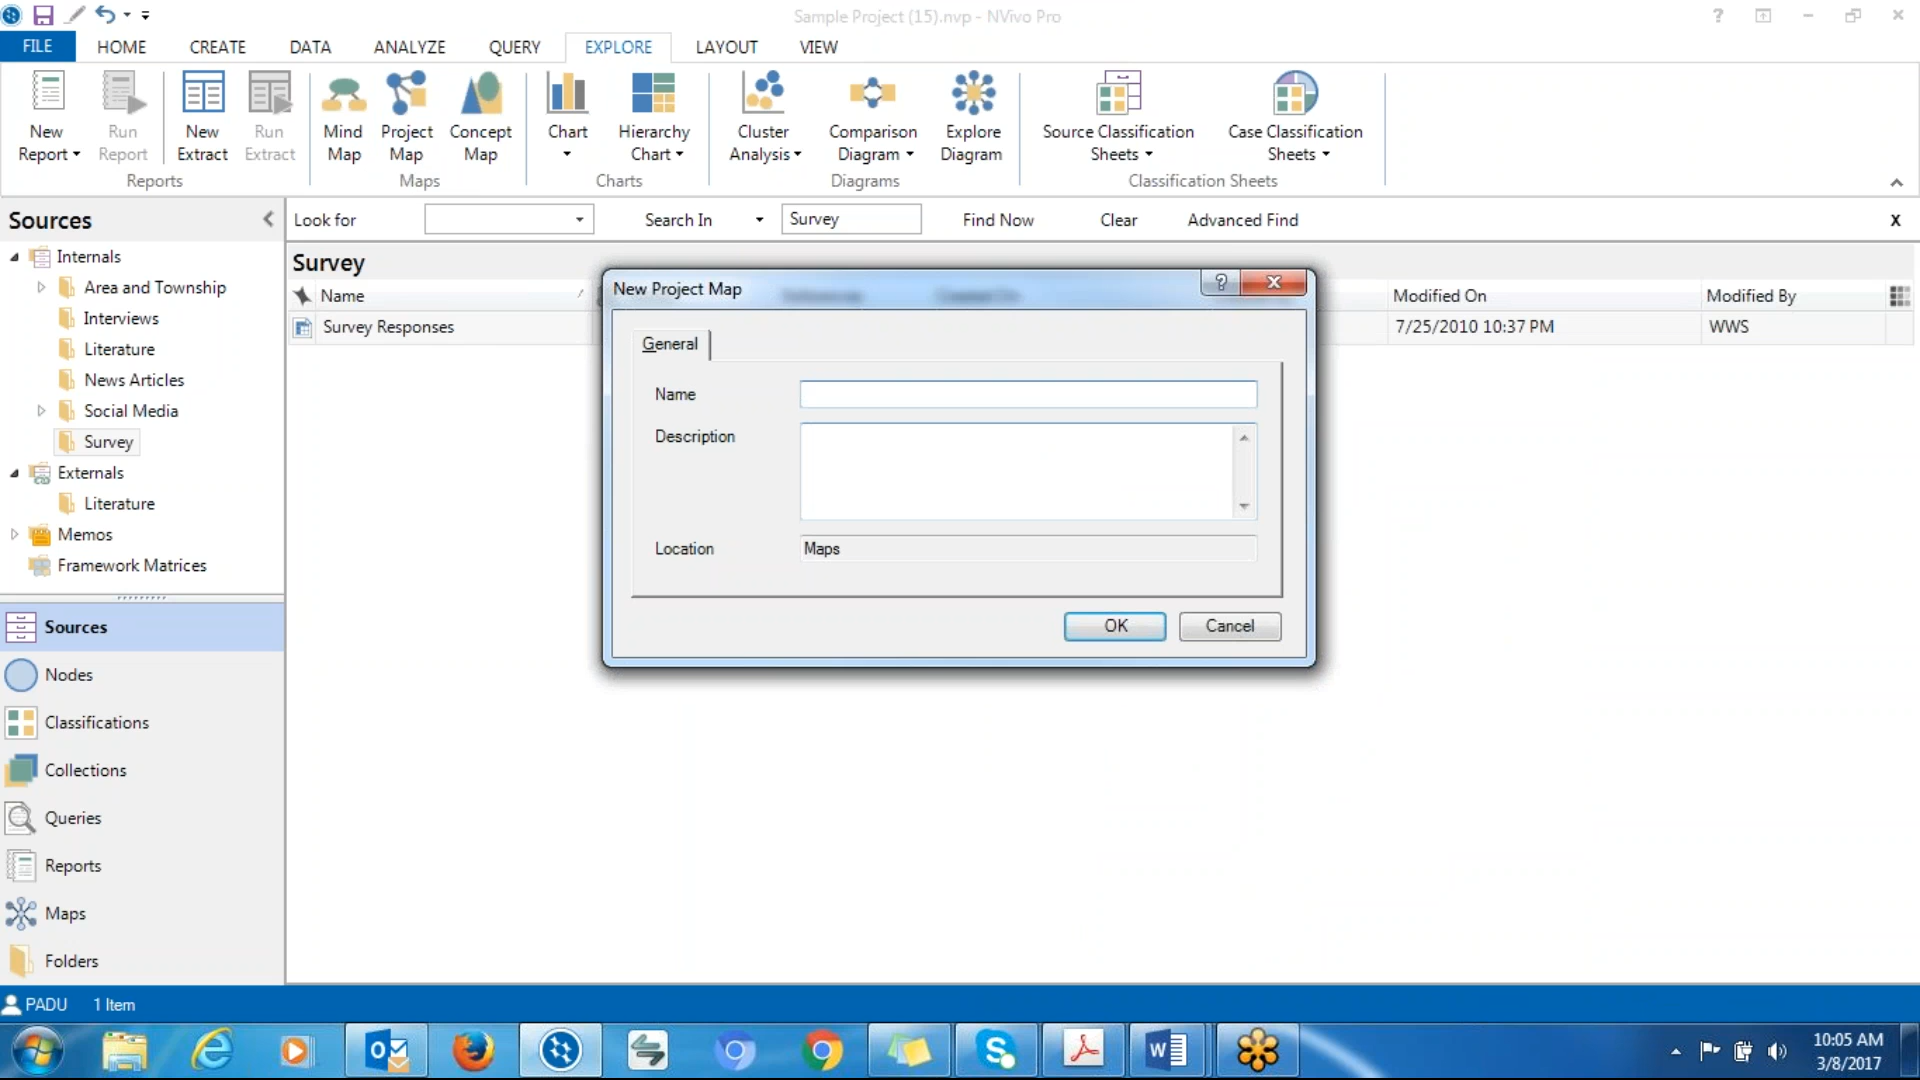 Sample Project (15).nvp - NVivo Pro
FILE HOME CREATE DATA ANALYZE QUERY EXPLORE LAYOUT VIEW
New Report
Run Report
New Extract
Run Extract
Mind Map
Project Map
Concept Map
Chart
Hierarchy Chart
Cluster Analysis
Comparison Diagram
Explore Diagram
Source Classification Sheets
Case Classification Sheets
Reports Maps Charts Diagrams Classification Sheets
Sources
Look for Search In Survey Find Now Clear Advanced Find X
Internals
Area and Township
Interviews
Literature
News Articles
Social Media
Survey
Externals
Literature
Memos
Framework Matrices
Sources
Nodes
Classifications
Collections
Queries
Reports
Maps
Folders
Survey
Name Modified On Modified By
Survey Responses 7/25/2010 10:37 PM WWS
New Project Map
General
Name
Description
Location Maps
OK Cancel
PADU 1 Item
10:05 AM
3/8/2017